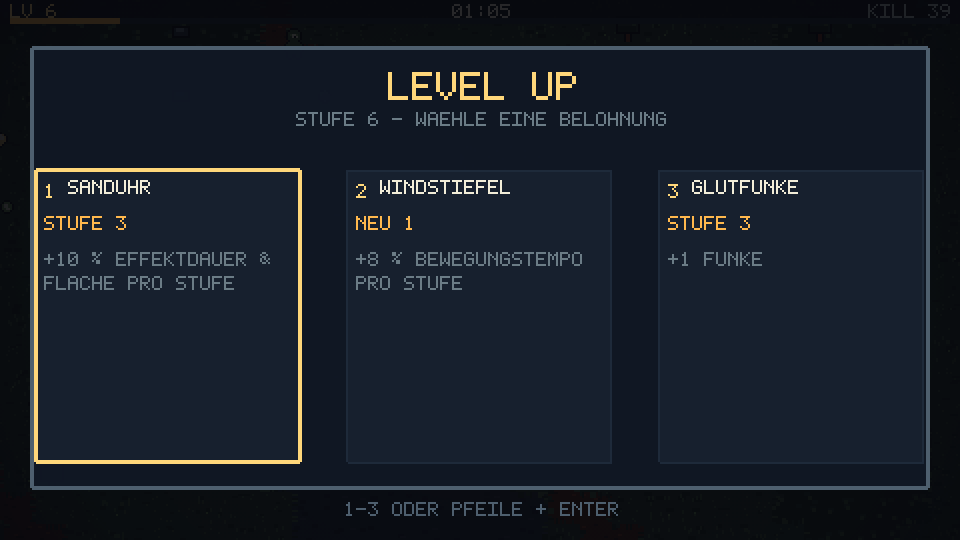 LV 6
01:05
KILL 39
LEVEL UP
STUFE 6 - WAEHLE EINE BELOHNUNG
1 SANDUHR
STUFE 3
+10 % EFFEKTDAUER &
FLACHE PRO STUFE
2 WINDSTIEFEL
NEU 1
+8 % BEWEGUNGSTEMPO
PRO STUFE
3 GLUTFUNKE
STUFE 3
+1 FUNKE
1-3 ODER PFEILE + ENTER